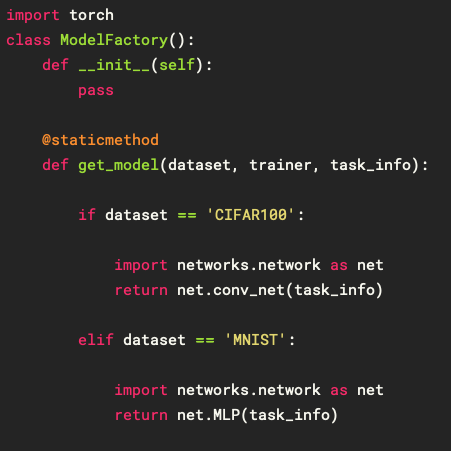 import torch
class ModelFactory():
    def __init__(self):
        pass

    @staticmethod
    def get_model(dataset, trainer, task_info):

        if dataset == 'CIFAR100':

            import networks.network as net
            return net.conv_net(task_info)

        elif dataset == 'MNIST':

            import networks.network as net
            return net.MLP(task_info)